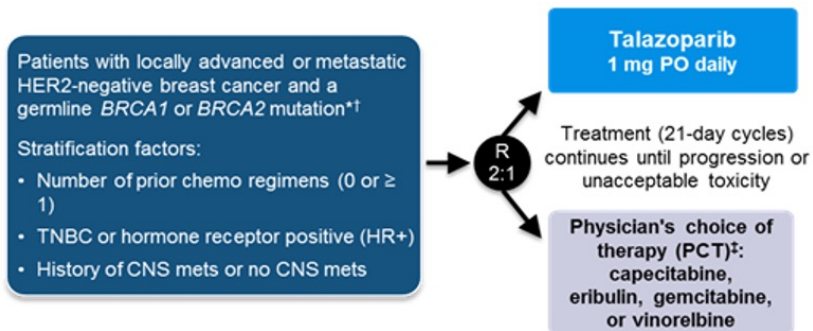 Patients with locally advanced or metastatic
HER2-negative breast cancer and a
germline BRCA1 or BRCA2 mutation*†
Stratification factors:
• Number of prior chemo regimens (0 or ≥
1)
• TNBC or hormone receptor positive (HR+)
• History of CNS mets or no CNS mets
R
2:1
Talazoparib
1 mg PO daily
Treatment (21-day cycles)
continues until progression or
unacceptable toxicity
Physician's choice of
therapy (PCT)‡:
capecitabine,
eribulin, gemcitabine,
or vinorelbine